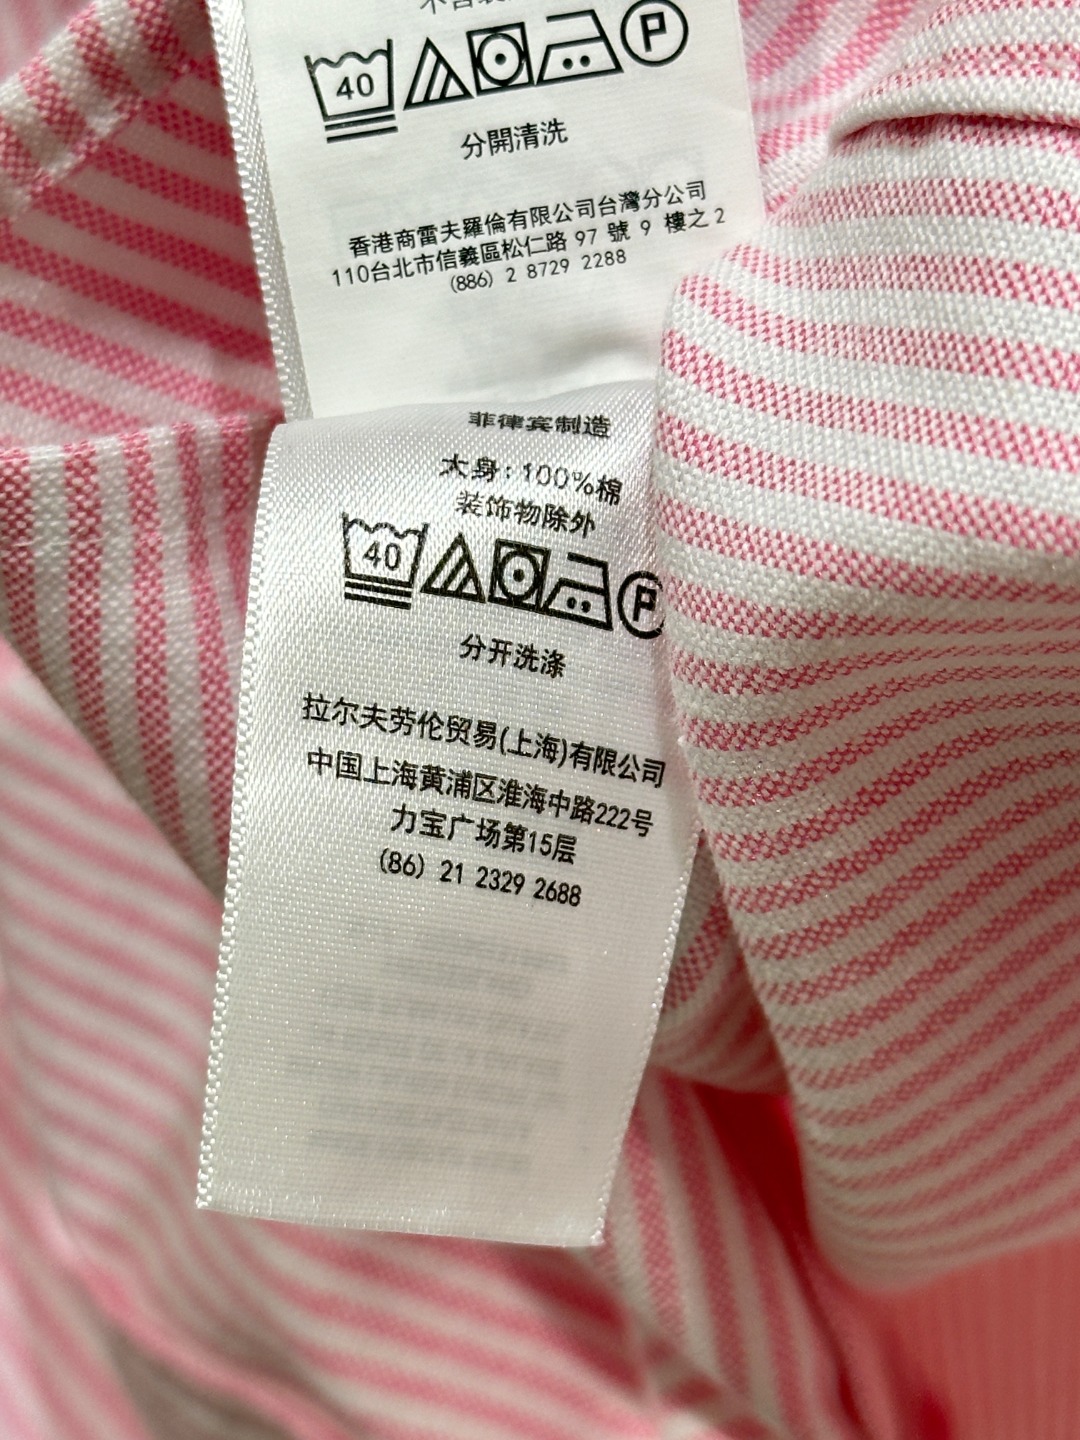 40
P
分開清洗
香港商雷夫羅倫有限公司台灣分公司
110台北市信義區松仁路 97 號 9 樓之 2
(886) 2 8729 2288
菲律宾制造
大身:100%棉
装饰物除外
40
P
分开洗涤
拉尔夫劳伦贸易(上海)有限公司
中国上海黄浦区淮海中路222号
力宝广场第15层
(86) 21 2329 2688